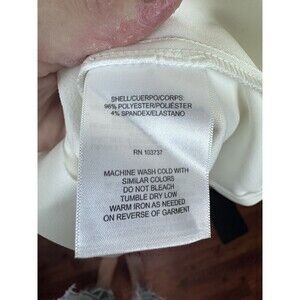 SHELL/CUERPO/CORPS:
96% POLYESTER/POLIÉSTER
4% SPANDEX/ELASTANO
RN 103737
MACHINE WASH COLD WITH
SIMILAR COLORS
DO NOT BLEACH
TUMBLE DRY LOW
WARM IRON AS NEEDED
ON REVERSE OF GARMENT